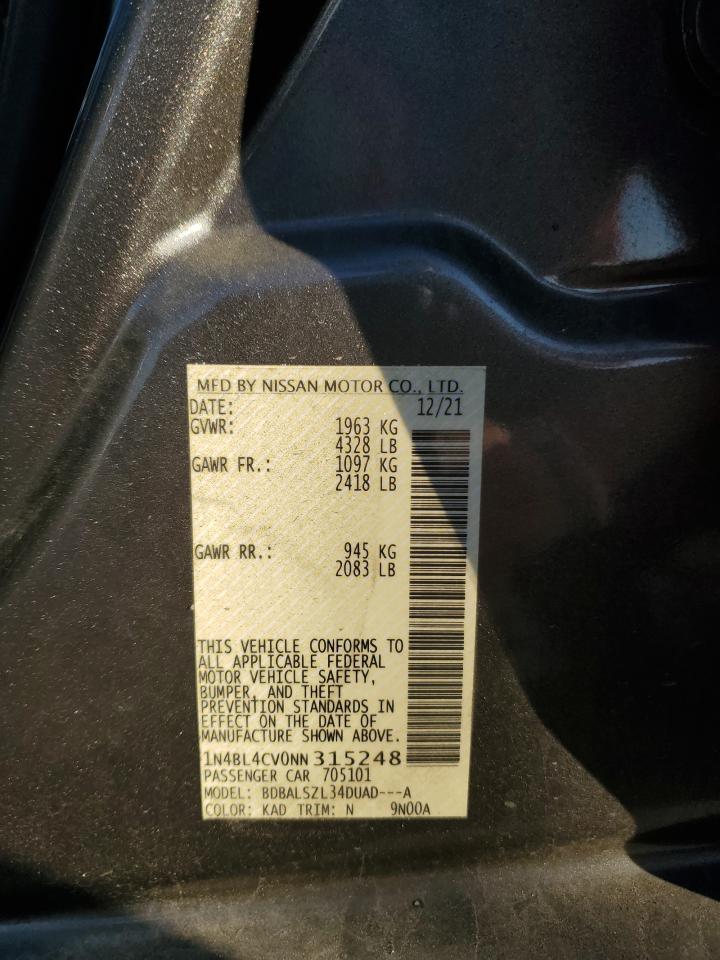 MFD BY NISSAN MOTOR CO., LTD.
DATE: 12/21
GVWR: 1963 KG
4328 LB
GAWR FR.: 1097 KG
2418 LB
GAWR RR.: 945 KG
2083 LB
THIS VEHICLE CONFORMS TO
ALL APPLICABLE FEDERAL
MOTOR VEHICLE SAFETY,
BUMPER, AND THEFT
PREVENTION STANDARDS IN
EFFECT ON THE DATE OF
MANUFACTURE SHOWN ABOVE.
1N4BL4CV0NN315248
PASSENGER CAR 705101
MODEL: BDBALSZL34DUAD---A
COLOR: KAD TRIM: N 9N00A